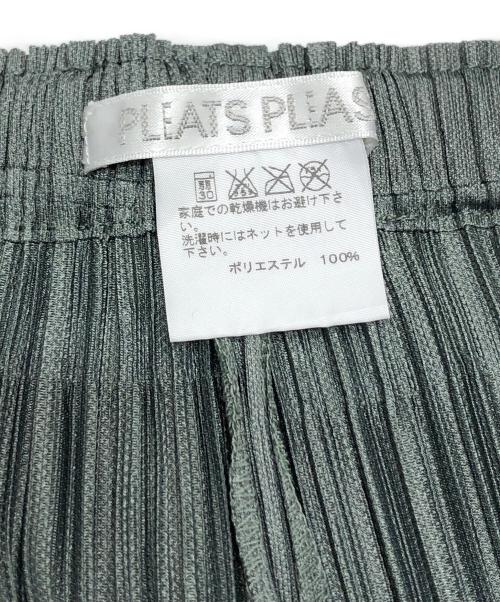 PLEATS PLEAS
30
家庭での乾燥機はお避け下さ
い。
洗濯時にはネットを使用して
下さい。
ポリエステル 100%